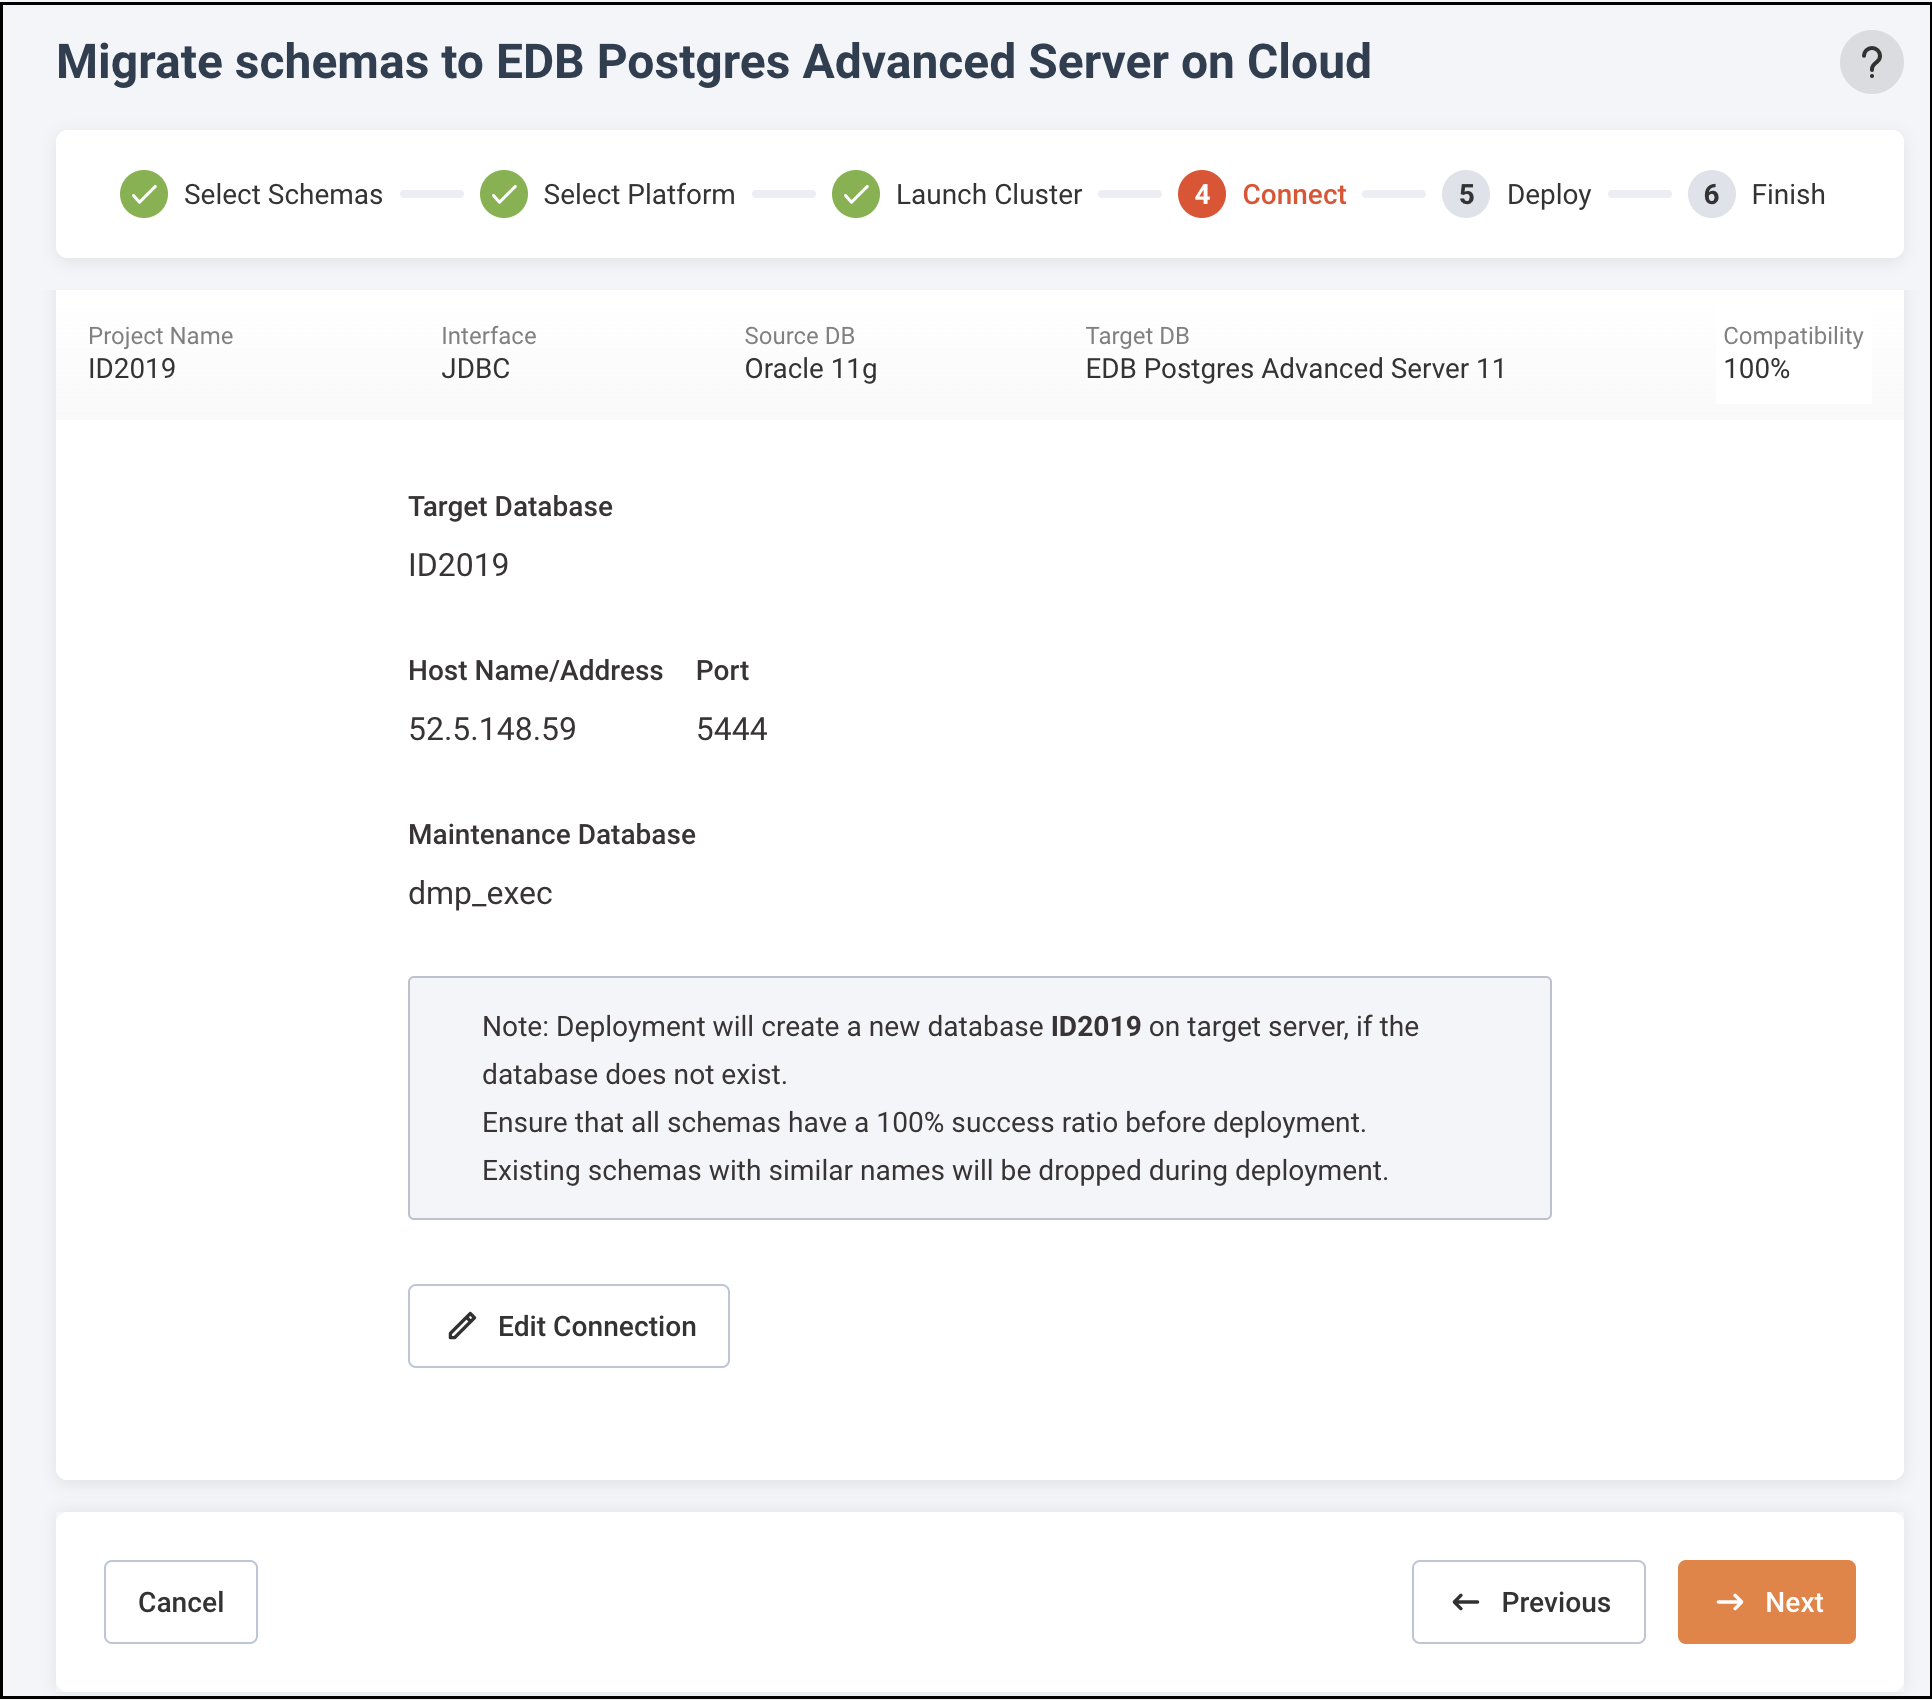 Migrate schemas to EDB Postgres Advanced Server on Cloud
?
Select Schemas
Select Platform
Launch Cluster
4 Connect
5 Deploy
6 Finish
Project Name
ID2019
Interface
JDBC
Source DB
Oracle 11g
Target DB
EDB Postgres Advanced Server 11
Compatibility
100%
Target Database
ID2019
Host Name/Address
52.5.148.59
Port
5444
Maintenance Database
dmp_exec
Note: Deployment will create a new database ID2019 on target server, if the
database does not exist.
Ensure that all schemas have a 100% success ratio before deployment.
Existing schemas with similar names will be dropped during deployment.
Edit Connection
Cancel
Previous
Next